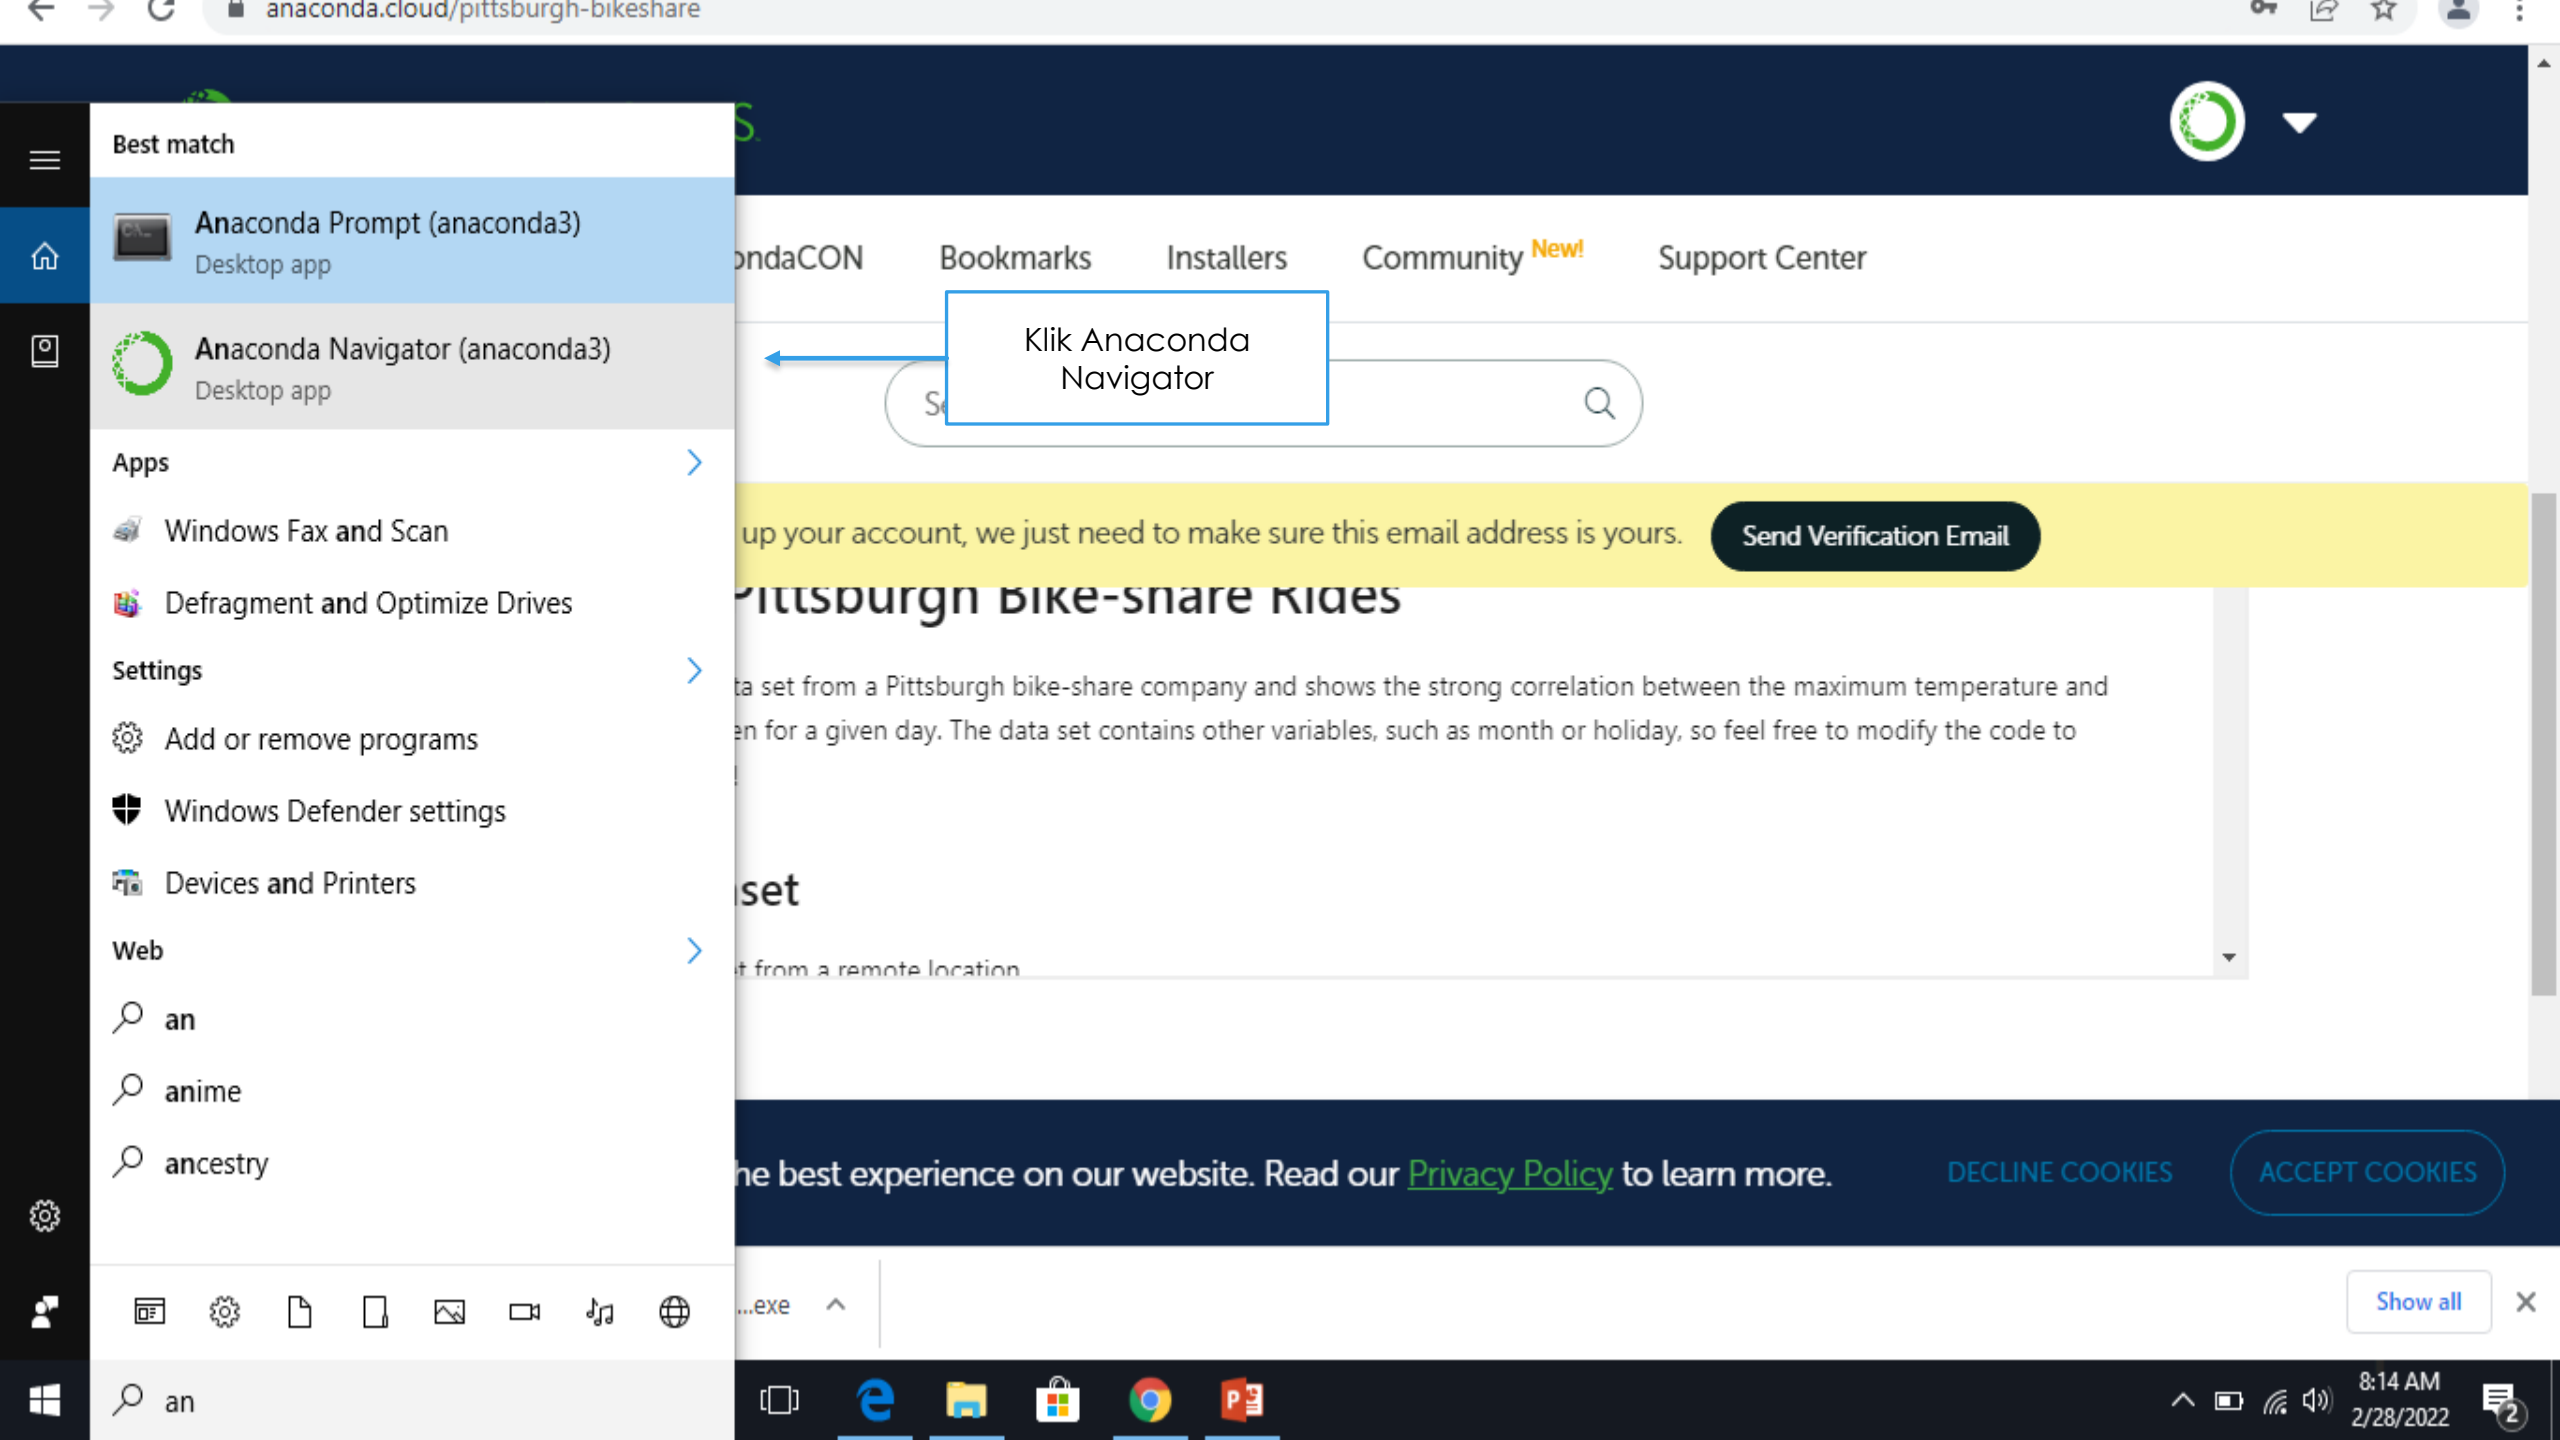 anaconda.cloud/pittsburgh-bikeshare
S.
Best match
Anaconda Prompt (anaconda3)
Desktop app
Anaconda Navigator (anaconda3)
Desktop app
Apps
Windows Fax and Scan
Defragment and Optimize Drives
Settings
Add or remove programs
Windows Defender settings
Devices and Printers
Web
an
anime
ancestry
an
ondaCON Bookmarks Installers Community New! Support Center
Klik Anaconda
Navigator
up your account, we just need to make sure this email address is yours. Send Verification Email
Pittsburgh Bike-share Rides
ta set from a Pittsburgh bike-share company and shows the strong correlation between the maximum temperature and
en for a given day. The data set contains other variables, such as month or holiday, so feel free to modify the code to
!
set
t from a remote location
he best experience on our website. Read our Privacy Policy to learn more. DECLINE COOKIES ACCEPT COOKIES
...exe Show all
8:14 AM
2/28/2022
2